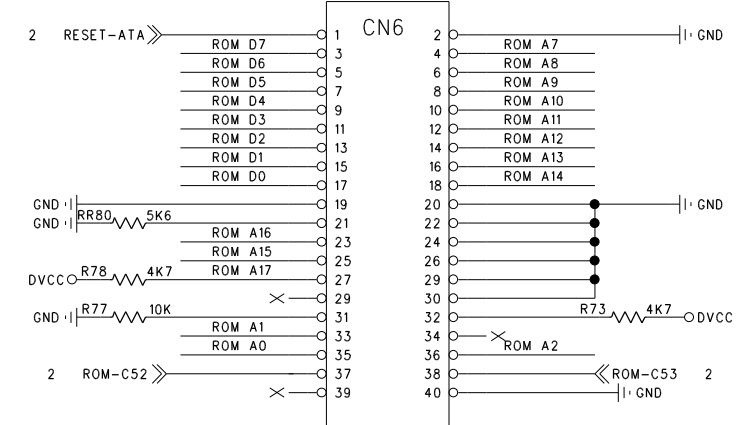 CN6
2 RESET-ATA 1 2 GND
ROM D7 ROM A7
3 4
ROM D6 ROM A8
5 6
ROM D5 ROM A9
7 8
ROM D4 ROM A10
9 10
ROM D3 ROM A11
11 12
ROM D2 ROM A12
13 14
ROM D1 ROM A13
15 16
ROM D0 ROM A14
17 18
GND 19 20 GND
GND RR80 5K6 21 22
ROM A16
23 24
ROM A15
25 26
ROM A17
DVCC R78 4K7 27 29
29 30
GND R77 10K 31 32 R73 4K7 DVCC
ROM A1
33 34
ROM A0 ROM A2
35 36
2 ROM-C52 37 38 ROM-C53 2
39 40 GND